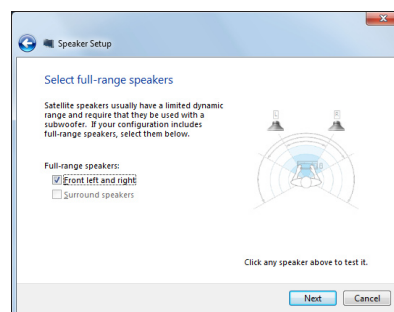 Speaker Setup
Select full-range speakers
Satellite speakers usually have a limited dynamic
range and require that they be used with a
subwoofer. If your configuration includes
full-range speakers, select them below.
Full-range speakers:
Front left and right
Surround speakers
L R
Click any speaker above to test it.
Next Cancel